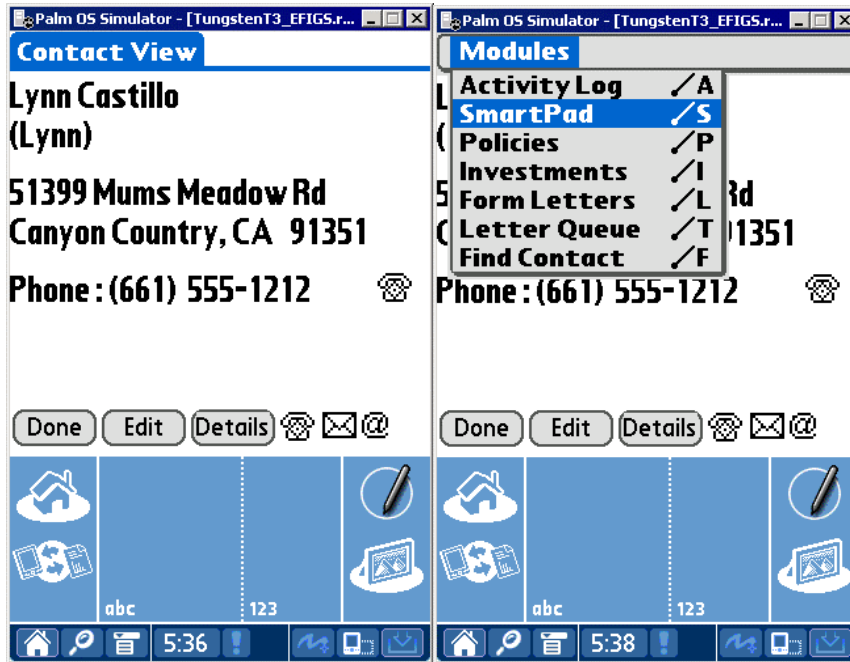 Palm OS Simulator - [TungstenT3_EFIGS.r...
Contact View
Lynn Castillo
(Lynn)
51399 Mums Meadow Rd
Canyon Country, CA 91351
Phone : (661) 555-1212
Done Edit Details @
abc 123
5:36
Palm OS Simulator - [TungstenT3_EFIGS.r...
Modules
Activity Log /A
SmartPad /S
Policies /P
Investments /I
Form Letters /L
Letter Queue /T
Find Contact /F
L
(
5 Rd
C 91351
Phone : (661) 555-1212
Done Edit Details @
abc 123
5:38